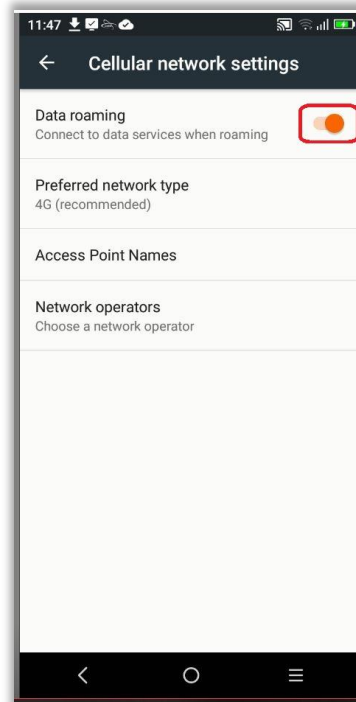 11:47
Cellular network settings
Data roaming
Connect to data services when roaming
Preferred network type
4G (recommended)
Access Point Names
Network operators
Choose a network operator